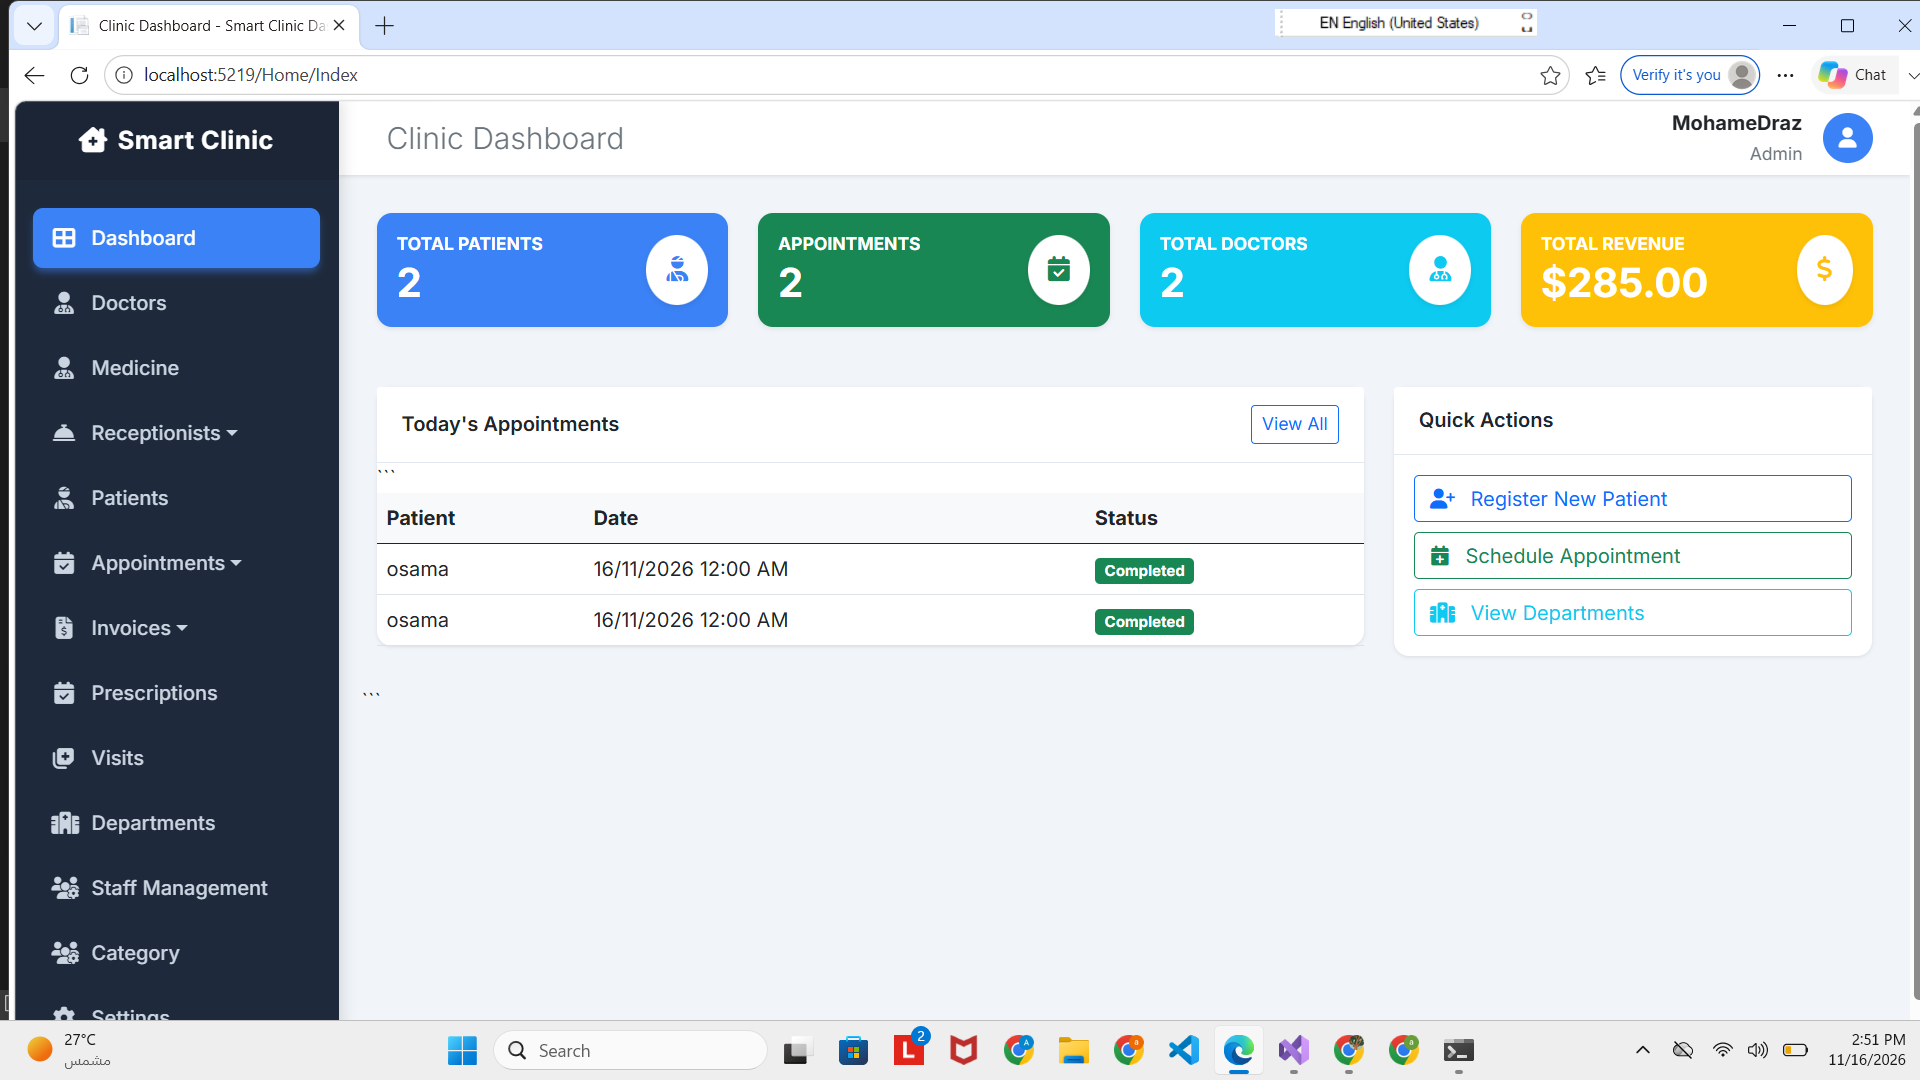 Clinic Dashboard - Smart Clinic Da
EN English (United States)
localhost:5219/Home/Index
Verify it's you
Chat
Smart Clinic
Clinic Dashboard
MohameDraz
Admin
Dashboard
Doctors
Medicine
Receptionists
Patients
Appointments
Invoices
Prescriptions
Visits
Departments
Staff Management
Category
Settings
TOTAL PATIENTS
2
APPOINTMENTS
2
TOTAL DOCTORS
2
TOTAL REVENUE
$285.00
$
Today's Appointments
View All
```
Patient Date Status
osama 16/11/2026 12:00 AM Completed
osama 16/11/2026 12:00 AM Completed
```
Quick Actions
Register New Patient
Schedule Appointment
View Departments
27°C
مشمس
Search
L
2
A
a
a
2:51 PM
11/16/2026